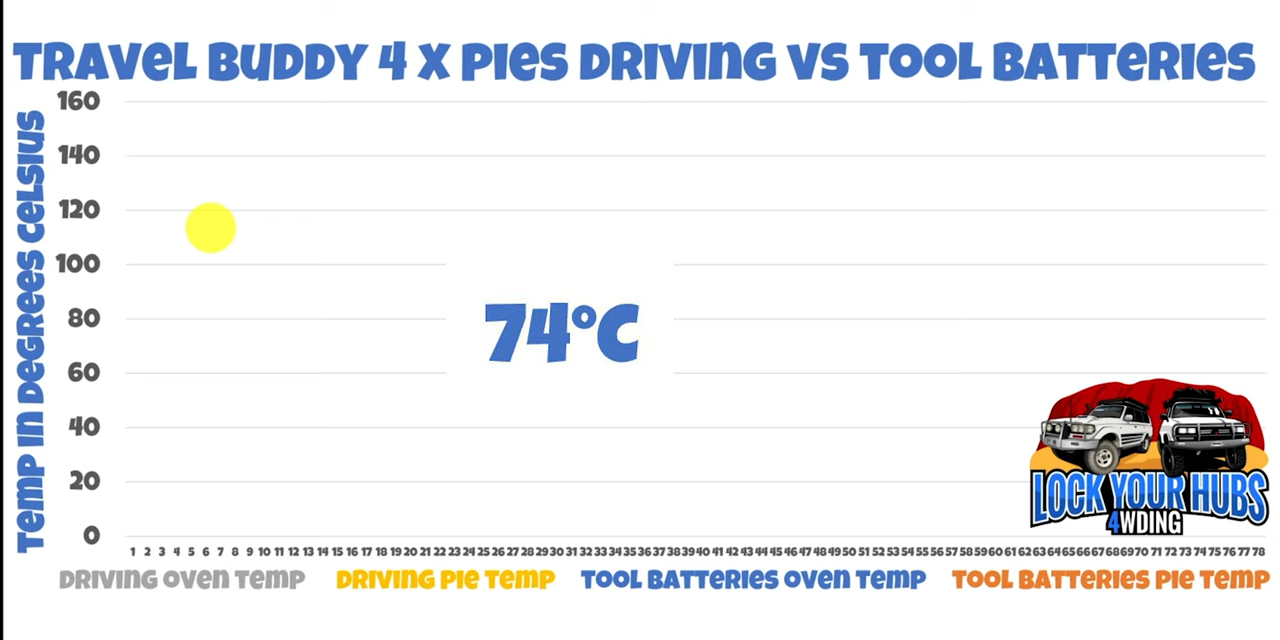 TRAVEL BUDDY 4 X PIES DRIVING VS TOOL BATTERIES
TEMP IN DEGREES CELSIUS
160
140
120
100
80
60
40
20
0
74°C
LOCK YOUR HUBS
4WDING
1 2 3 4 5 6 7 8 9 10 11 12 13 14 15 16 17 18 19 20 21 22 23 24 25 26 27 28 29 30 31 32 33 34 35 36 37 38 39 40 41 42 43 44 45 46 47 48 49 50 51 52 53 54 55 56 57 58 59 60 61 62 63 64 65 66 67 68 69 70 71 72 73 74 75 76 77 78
DRIVING OVEN TEMP DRIVING PIE TEMP TOOL BATTERIES OVEN TEMP TOOL BATTERIES PIE TEMP